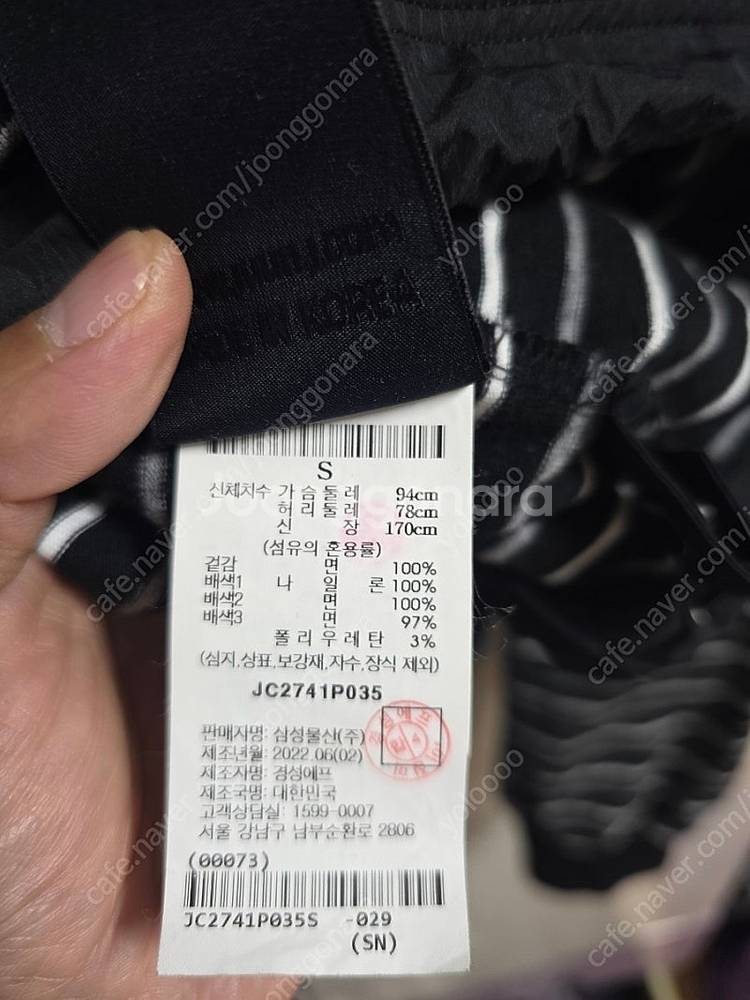 MADE IN KOREA
S
신체치수 가 슴 둘 레 94cm
허 리 둘 레 78cm
신 장 170cm
(섬유의 혼용률)
겉감 면 100%
배색1 나 일 론 100%
배색2 면 100%
배색3 면 97%
폴 리 우 레 탄 3%
(심지,상표,보강재,자수,장식 제외)
JC2741P035
판매자명: 삼성물산(주)
제조년월: 2022.06(02)
제조자명: 경성에프
제조국명: 대한민국
고객상담실: 1599-0007
서울 강남구 남부순환로 2806
(00073)
JC2741P035S -029
(SN)
Joonggonara
cafe.naver.com/joonggonara
yoloooo